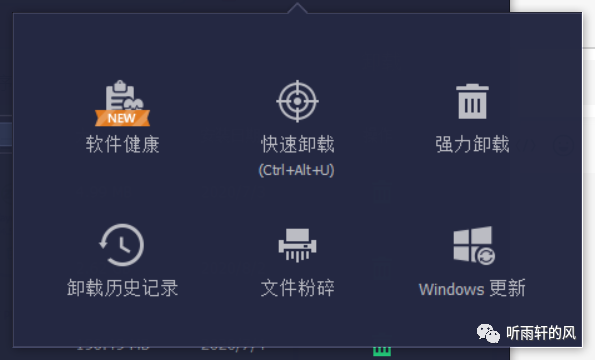 NEW
软件健康
快速卸载
(Ctrl+Alt+U)
强力卸载
卸载历史记录
文件粉碎
Windows 更新
听雨轩的风